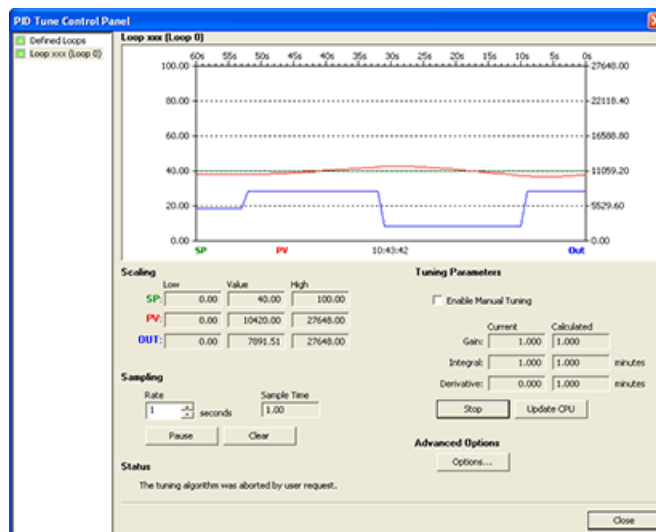 PID Tune Control Panel
Defined Loops
Loop xxx (Loop 0)
Loop xxx (Loop 0)
60s 55s 50s 45s 40s 35s 30s 25s 20s 15s 10s 5s 0s
100.00 27648.00
80.00 22118.40
60.00 16588.80
40.00 11059.20
20.00 5529.60
0.00 0.00
SP PV 10:43:42 Out
Scaling
Low Value High
SP: 0.00 40.00 100.00
PV: 0.00 10420.00 27648.00
OUT: 0.00 7891.51 27648.00
Sampling
Rate Sample Time
1 seconds 1.00
Pause Clear
Status
The tuning algorithm was aborted by user request.
Tuning Parameters
Enable Manual Tuning
Current Calculated
Gain: 1.000 1.000
Integral: 1.000 1.000 minutes
Derivative: 0.000 1.000 minutes
Stop Update CPU
Advanced Options
Options...
Close